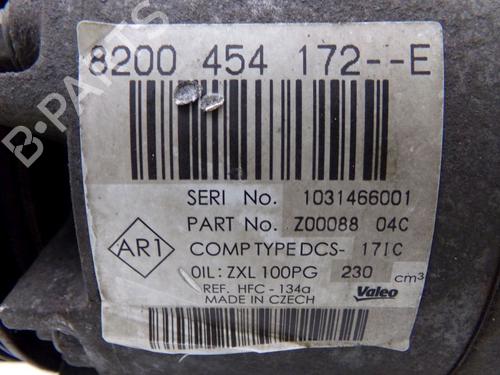 8200 454 172--E
SERI No. 1031466001
PART No. Z00088 04C
AR1
COMP TYPE DCS- 171C
OIL: ZXL 100PG 230 cm³
REF. HFC - 134a
MADE IN CZECH
Valeo
B-PARTS